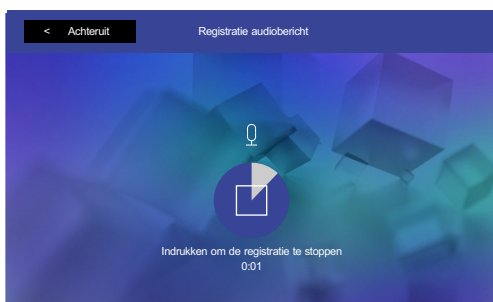 < Achteruit
Registratie audiobericht
Indrukken om de registratie te stoppen
0:01